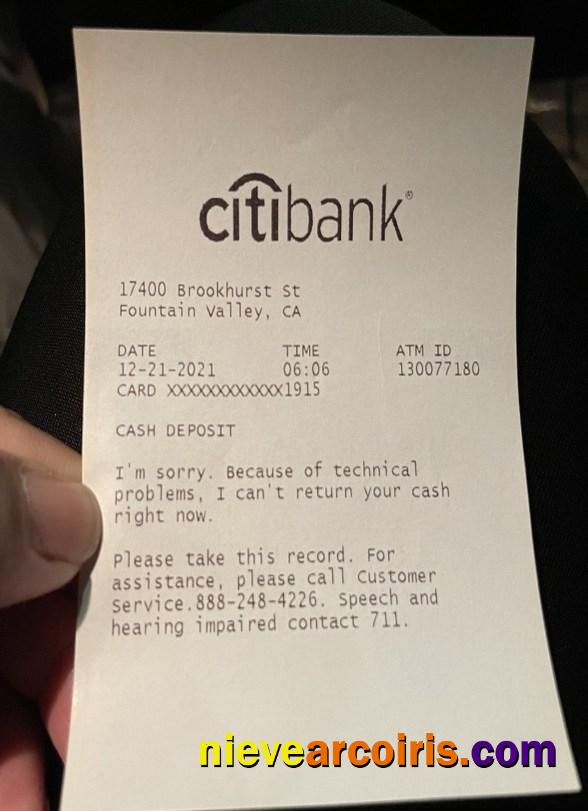 citibank®
17400 Brookhurst St
Fountain Valley, CA
DATE TIME ATM ID
12-21-2021 06:06 130077180
CARD XXXXXXXXXXXX1915
CASH DEPOSIT
I'm sorry. Because of technical
problems, I can't return your cash
right now.
Please take this record. For
assistance, please call Customer
Service.888-248-4226. Speech and
hearing impaired contact 711.
nievearcoiris.com